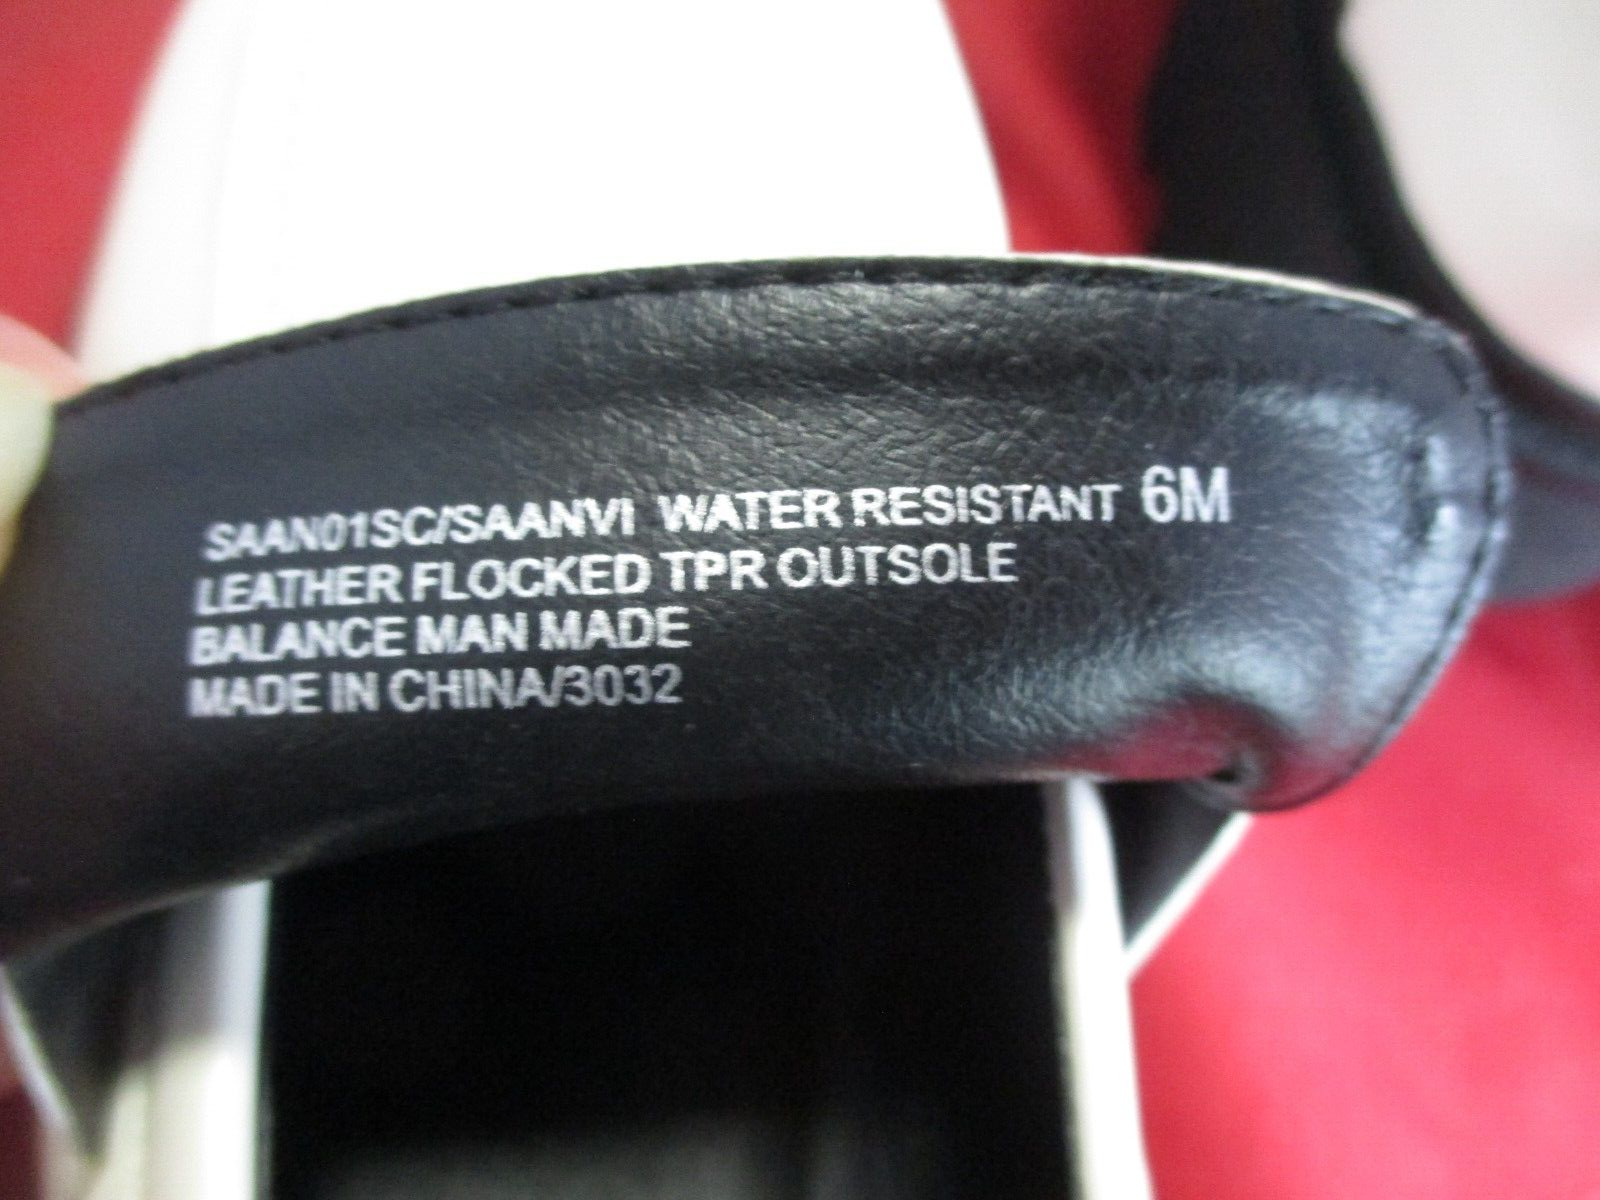 SAAN01SC/SAANVI WATER RESISTANT 6M
LEATHER FLOCKED TPR OUTSOLE
BALANCE MAN MADE
MADE IN CHINA/3032